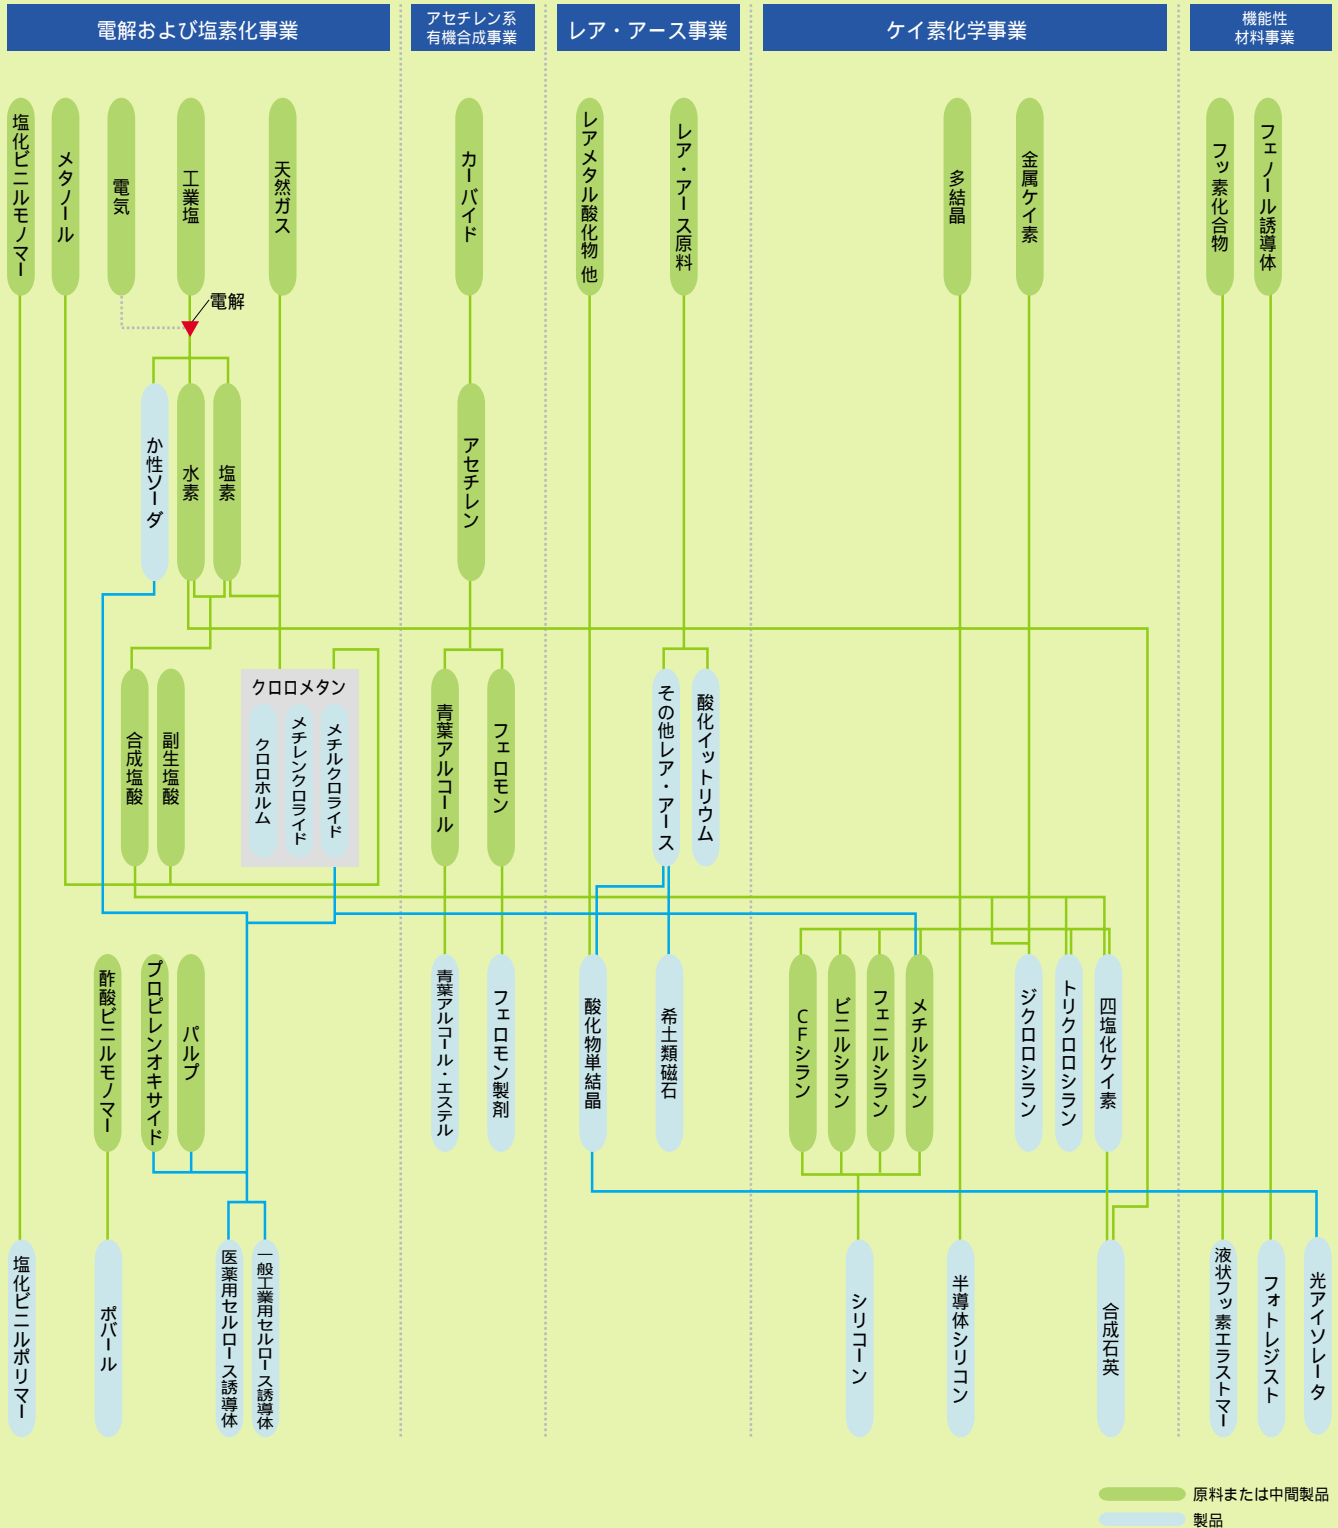 電解および塩素化事業
アセチレン系
有機合成事業
レア・アース事業
ケイ素化学事業
機能性
材料事業
塩化ビニルモノマー
メタノール
電気
工業塩
天然ガス
カーバイド
レアメタル酸化物 他
レア・アース原料
多結晶
金属ケイ素
フッ素化合物
フェノール誘導体
電解
か性ソーダ
水素
塩素
アセチレン
合成塩酸
副生塩酸
クロロメタン
クロロホルム
メチレンクロライド
メチルクロライド
青葉アルコール
フェロモン
その他レア・アース
酸化イットリウム
酢酸ビニルモノマー
プロピレンオキサイド
パルプ
青葉アルコール・エステル
フェロモン製剤
酸化物単結晶
希土類磁石
CFシラン
ビニルシラン
フェニルシラン
メチルシラン
ジクロロシラン
トリクロロシラン
四塩化ケイ素
塩化ビニルポリマー
ポバール
医薬用セルロース誘導体
一般工業用セルロース誘導体
シリコーン
半導体シリコン
合成石英
液状フッ素エラストマー
フォトレジスト
光アイソレータ
原料または中間製品
製品